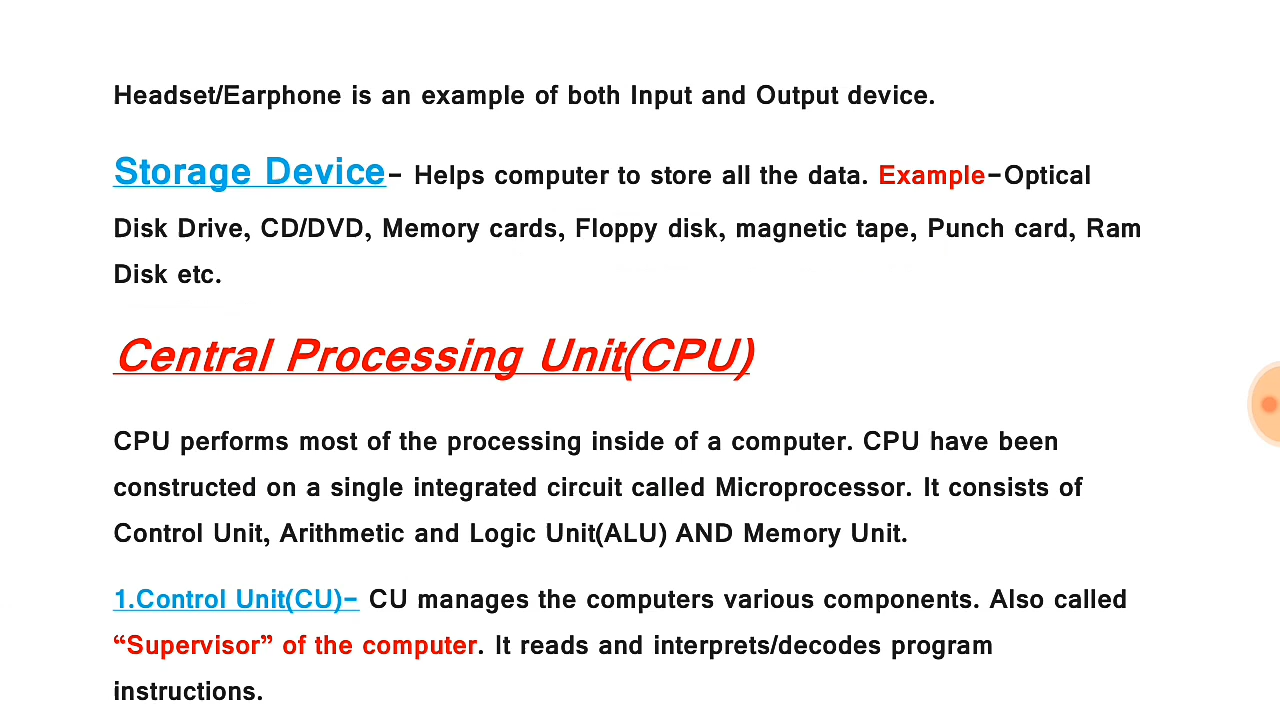 Headset/Earphone is an example of both Input and Output device.
Storage Device- Helps computer to store all the data. Example-Optical
Disk Drive, CD/DVD, Memory cards, Floppy disk, magnetic tape, Punch card, Ram
Disk etc.
Central Processing Unit(CPU)
CPU performs most of the processing inside of a computer. CPU have been
constructed on a single integrated circuit called Microprocessor. It consists of
Control Unit, Arithmetic and Logic Unit(ALU) AND Memory Unit.
1.Control Unit(CU)- CU manages the computers various components. Also called
“Supervisor” of the computer. It reads and interprets/decodes program
instructions.